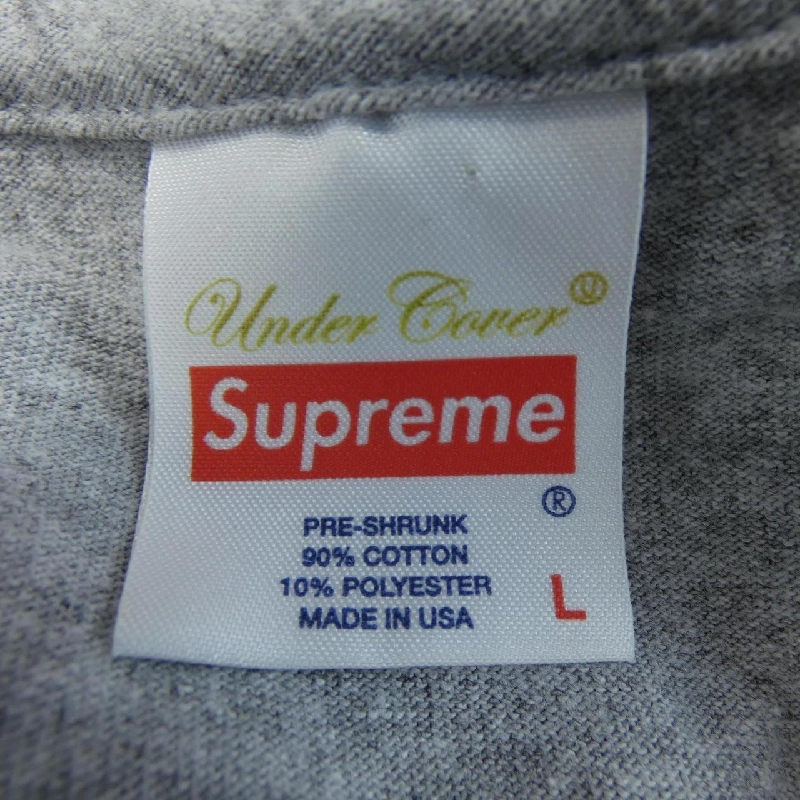 Under Cover Ⓤ
Supreme
®
PRE-SHRUNK
90% COTTON
10% POLYESTER
MADE IN USA
L